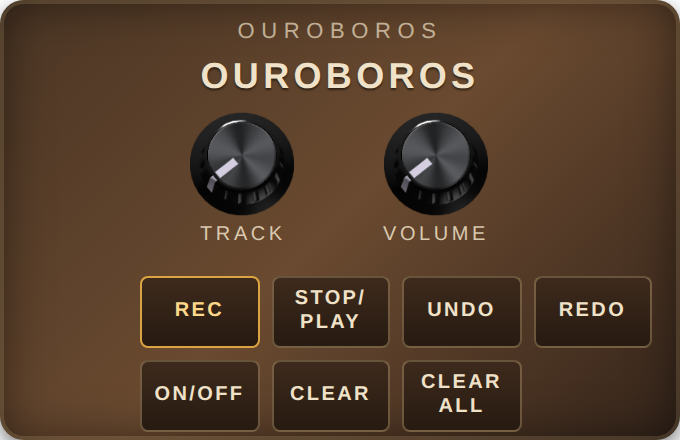 OUROBOROS
OUROBOROS
TRACK VOLUME
REC STOP/ UNDO REDO
PLAY
ON/OFF CLEAR CLEAR
ALL